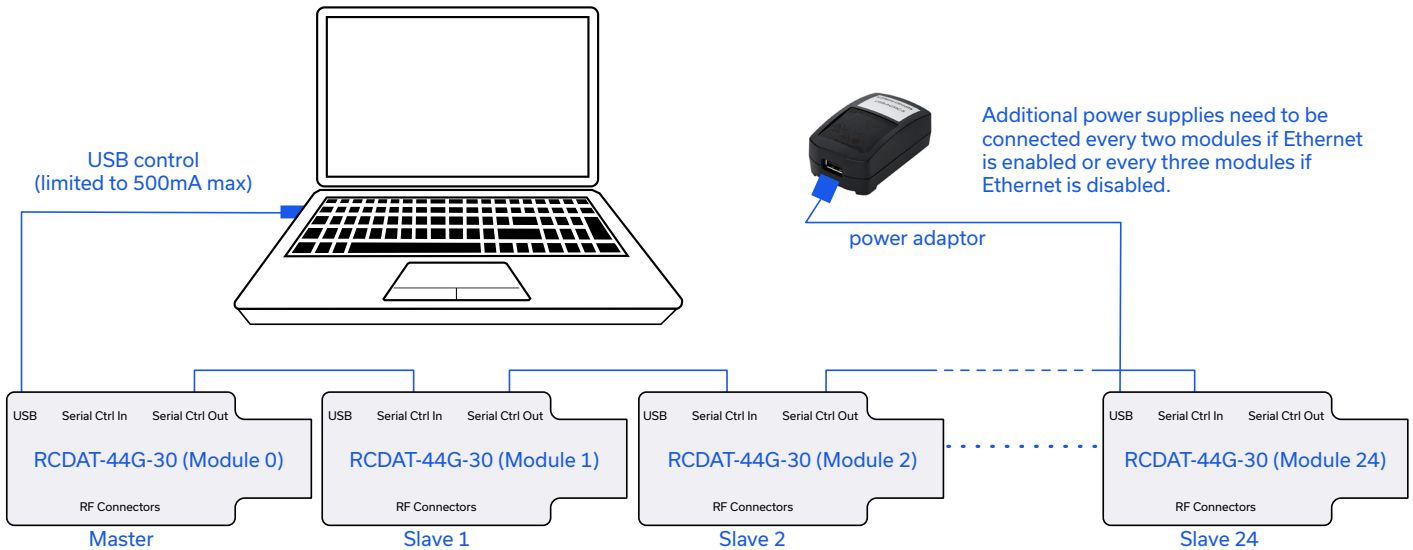 USB control
(limited to 500mA max)
Additional power supplies need to be
connected every two modules if Ethernet
is enabled or every three modules if
Ethernet is disabled.
power adaptor
USB Serial Ctrl In Serial Ctrl Out
RCDAT-44G-30 (Module 0)
RF Connectors
Master
USB Serial Ctrl In Serial Ctrl Out
RCDAT-44G-30 (Module 1)
RF Connectors
Slave 1
USB Serial Ctrl In Serial Ctrl Out
RCDAT-44G-30 (Module 2)
RF Connectors
Slave 2
USB Serial Ctrl In Serial Ctrl Out
RCDAT-44G-30 (Module 24)
RF Connectors
Slave 24